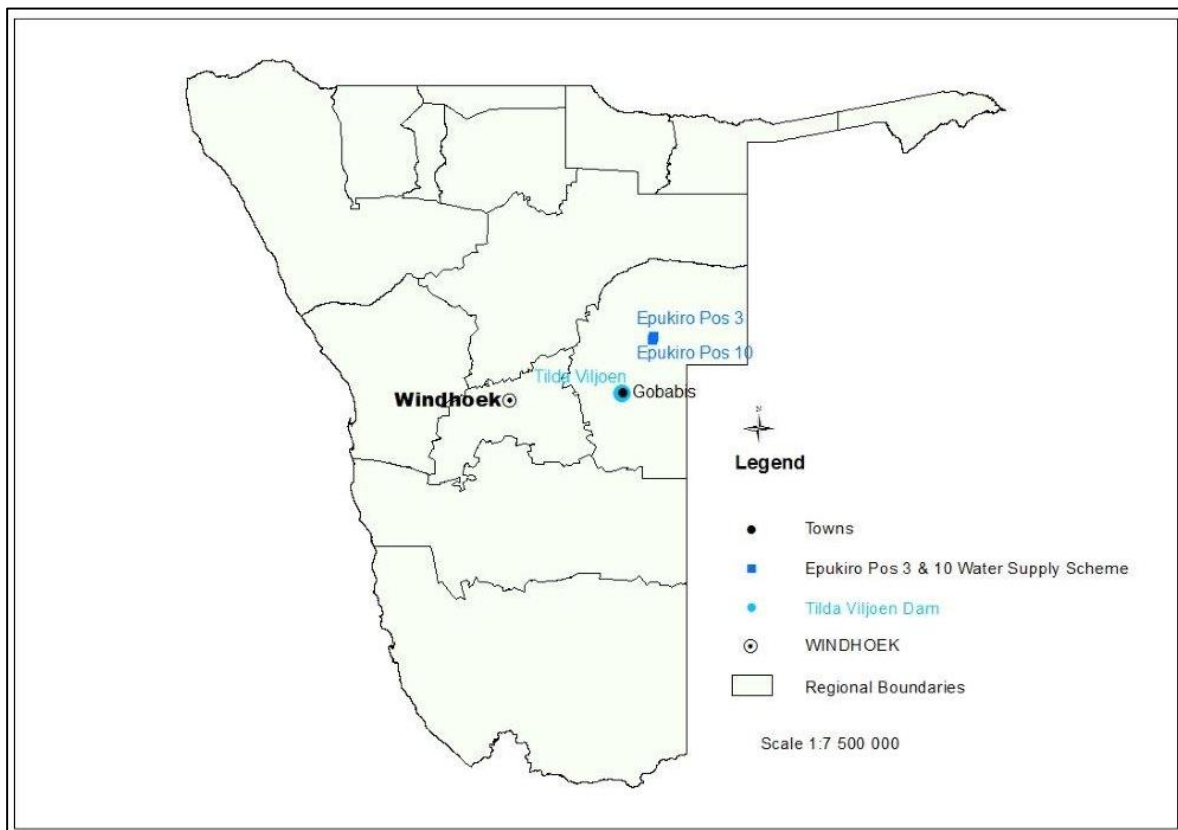 Epukiro Pos 3
Epukiro Pos 10
Tilda Viljoen
Gobabis
Windhoek
N
Legend
Towns
Epukiro Pos 3 & 10 Water Supply Scheme
Tilda Viljoen Dam
WINDHOEK
Regional Boundaries
Scale 1:7 500 000